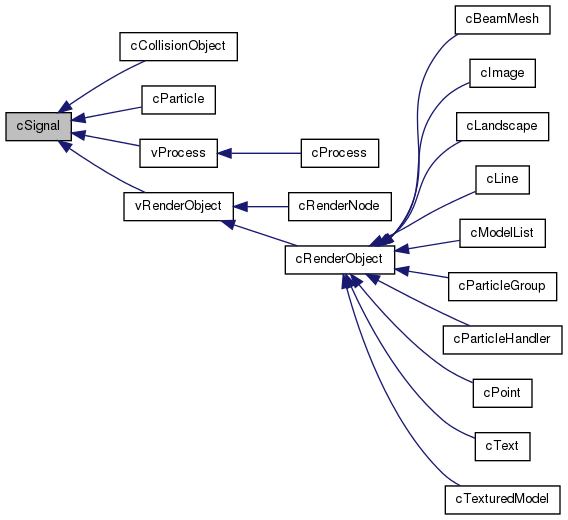 cSignal
cCollisionObject
cParticle
vProcess
vRenderObject
cProcess
cRenderNode
cRenderObject
cBeamMesh
cImage
cLandscape
cLine
cModelList
cParticleGroup
cParticleHandler
cPoint
cText
cTexturedModel